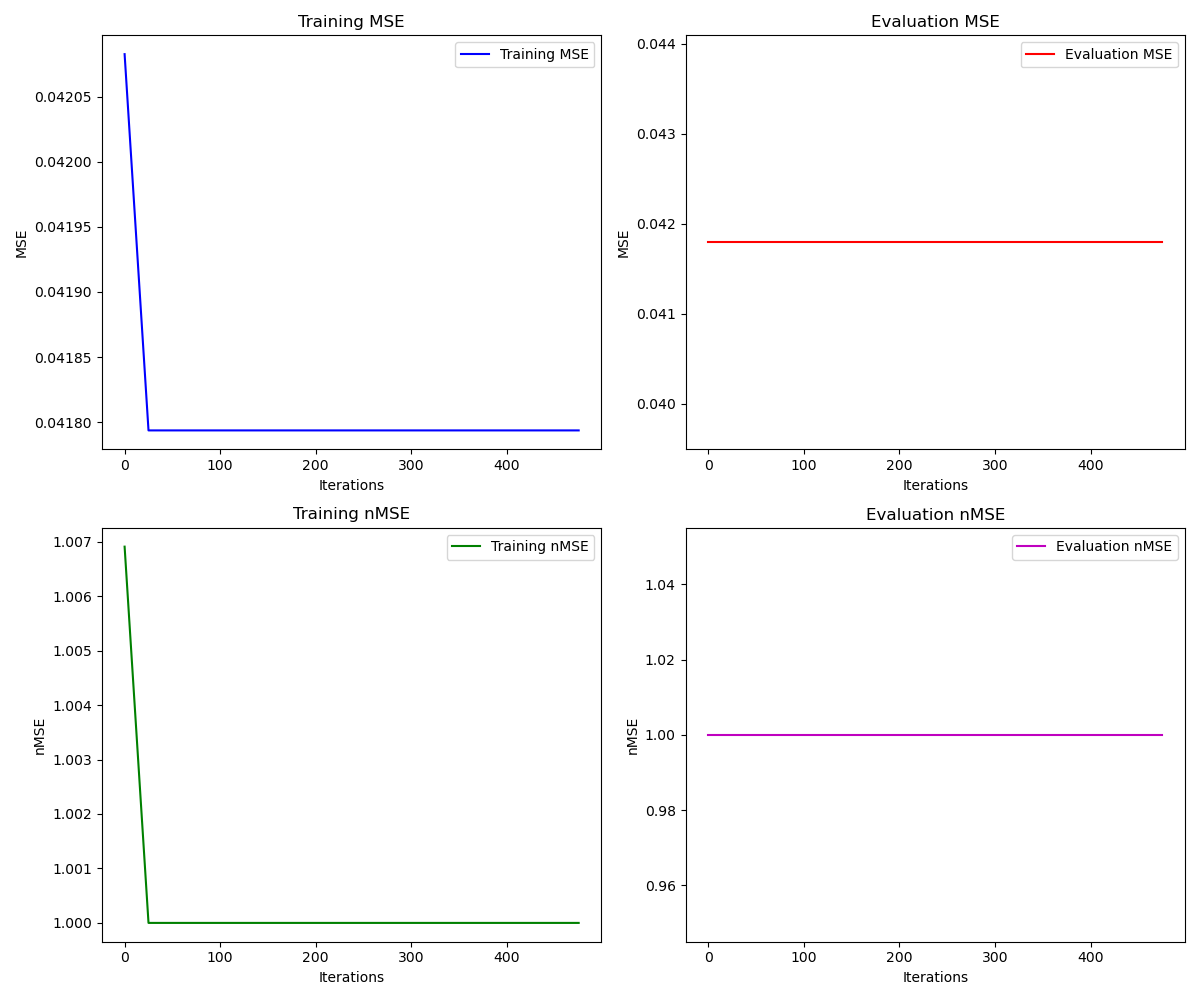 Training MSE
Training MSE
0.04205
0.04200
0.04195
0.04190
0.04185
0.04180
MSE
0 100 200 300 400
Iterations
Evaluation MSE
Evaluation MSE
0.044
0.043
0.042
0.041
0.040
MSE
0 100 200 300 400
Iterations
Training nMSE
Training nMSE
1.007
1.006
1.005
1.004
1.003
1.002
1.001
1.000
nMSE
0 100 200 300 400
Iterations
Evaluation nMSE
Evaluation nMSE
1.04
1.02
1.00
0.98
0.96
nMSE
0 100 200 300 400
Iterations